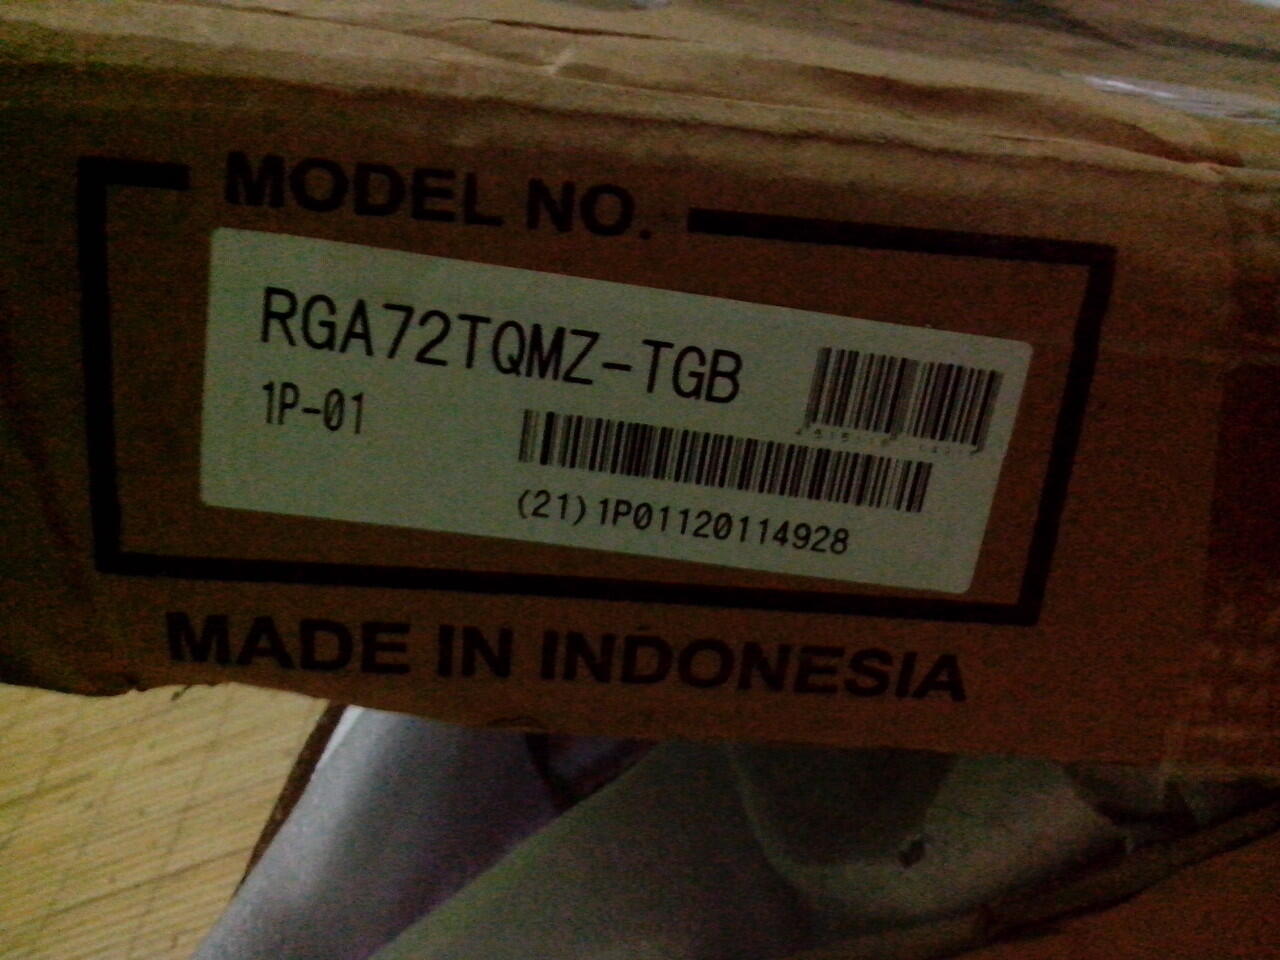 MODEL NO.
RGA72TQMZ-TGB
1P-01
(21)1P01120114928
MADE IN INDONESIA